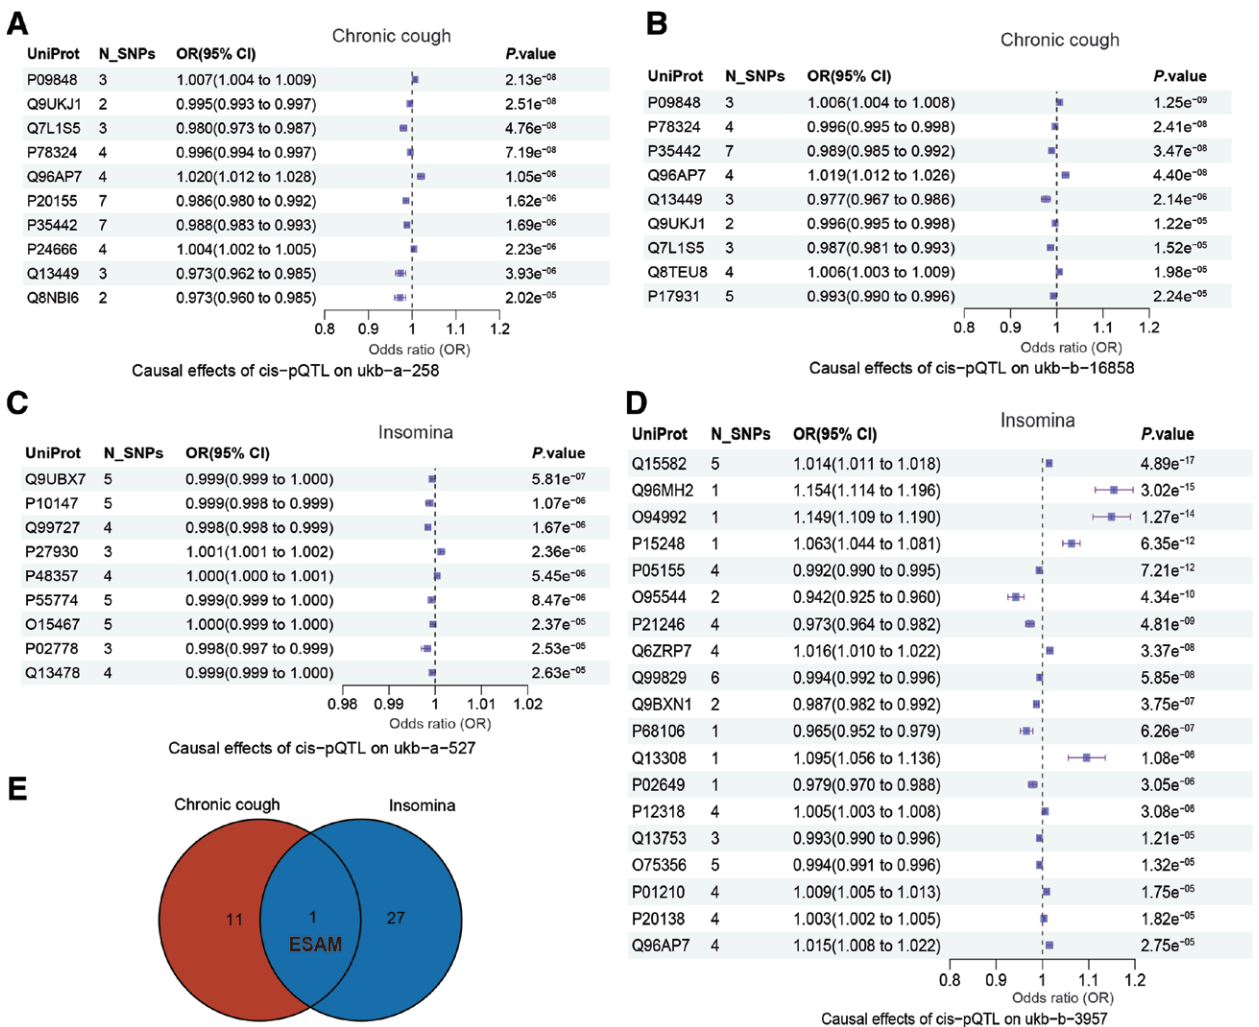 A
Chronic cough
UniProt N_SNPs OR(95% CI) P.value
P09848 3 1.007(1.004 to 1.009) 2.13e⁻⁰⁸
Q9UKJ1 2 0.995(0.993 to 0.997) 2.51e⁻⁰⁸
Q7L1S5 3 0.980(0.973 to 0.987) 4.76e⁻⁰⁸
P78324 4 0.996(0.994 to 0.997) 7.19e⁻⁰⁸
Q96AP7 4 1.020(1.012 to 1.028) 1.05e⁻⁰⁶
P20155 7 0.986(0.980 to 0.992) 1.62e⁻⁰⁶
P35442 7 0.988(0.983 to 0.993) 1.69e⁻⁰⁶
P24666 4 1.004(1.002 to 1.005) 2.23e⁻⁰⁶
Q13449 3 0.973(0.962 to 0.985) 3.93e⁻⁰⁶
Q8NBI6 2 0.973(0.960 to 0.985) 2.02e⁻⁰⁵
0.8 0.9 1 1.1 1.2
Odds ratio (OR)
Causal effects of cis−pQTL on ukb−a−258
B
Chronic cough
UniProt N_SNPs OR(95% CI) P.value
P09848 3 1.006(1.004 to 1.008) 1.25e⁻⁰⁹
P78324 4 0.996(0.995 to 0.998) 2.41e⁻⁰⁸
P35442 7 0.989(0.985 to 0.992) 3.47e⁻⁰⁸
Q96AP7 4 1.019(1.012 to 1.026) 4.40e⁻⁰⁸
Q13449 3 0.977(0.967 to 0.986) 2.14e⁻⁰⁶
Q9UKJ1 2 0.996(0.995 to 0.998) 1.22e⁻⁰⁵
Q7L1S5 3 0.987(0.981 to 0.993) 1.52e⁻⁰⁵
Q8TEU8 4 1.006(1.003 to 1.009) 1.98e⁻⁰⁵
P17931 5 0.993(0.990 to 0.996) 2.24e⁻⁰⁵
0.8 0.9 1 1.1 1.2
Odds ratio (OR)
Causal effects of cis−pQTL on ukb−b−16858
C
Insomina
UniProt N_SNPs OR(95% CI) P.value
Q9UBX7 5 0.999(0.999 to 1.000) 5.81e⁻⁰⁷
P10147 5 0.999(0.998 to 0.999) 1.07e⁻⁰⁶
Q99727 4 0.998(0.998 to 0.999) 1.67e⁻⁰⁶
P27930 3 1.001(1.001 to 1.002) 2.36e⁻⁰⁶
P48357 4 1.000(1.000 to 1.001) 5.45e⁻⁰⁶
P55774 5 0.999(0.999 to 1.000) 8.47e⁻⁰⁶
O15467 5 1.000(0.999 to 1.000) 2.37e⁻⁰⁵
P02778 3 0.998(0.997 to 0.999) 2.53e⁻⁰⁵
Q13478 4 0.999(0.999 to 1.000) 2.63e⁻⁰⁵
0.98 0.99 1 1.01 1.02
Odds ratio (OR)
Causal effects of cis−pQTL on ukb−a−527
D
Insomina
UniProt N_SNPs OR(95% CI) P.value
Q15582 5 1.014(1.011 to 1.018) 4.89e⁻¹⁷
Q96MH2 1 1.154(1.114 to 1.196) 3.02e⁻¹⁵
O94992 1 1.149(1.109 to 1.190) 1.27e⁻¹⁴
P15248 1 1.063(1.044 to 1.081) 6.35e⁻¹²
P05155 4 0.992(0.990 to 0.995) 7.21e⁻¹²
O95544 2 0.942(0.925 to 0.960) 4.34e⁻¹⁰
P21246 4 0.973(0.964 to 0.982) 4.81e⁻⁰⁹
Q6ZRP7 4 1.016(1.010 to 1.022) 3.37e⁻⁰⁸
Q99829 6 0.994(0.992 to 0.996) 5.85e⁻⁰⁸
Q9BXN1 2 0.987(0.982 to 0.992) 3.75e⁻⁰⁷
P68106 1 0.965(0.952 to 0.979) 6.26e⁻⁰⁷
Q13308 1 1.095(1.056 to 1.136) 1.08e⁻⁰⁶
P02649 1 0.979(0.970 to 0.988) 3.05e⁻⁰⁶
P12318 4 1.005(1.003 to 1.008) 3.08e⁻⁰⁶
Q13753 3 0.993(0.990 to 0.996) 1.21e⁻⁰⁵
O75356 5 0.994(0.991 to 0.996) 1.32e⁻⁰⁵
P01210 4 1.009(1.005 to 1.013) 1.75e⁻⁰⁵
P20138 4 1.003(1.002 to 1.005) 1.82e⁻⁰⁵
Q96AP7 4 1.015(1.008 to 1.022) 2.75e⁻⁰⁵
0.8 0.9 1 1.1 1.2
Odds ratio (OR)
Causal effects of cis−pQTL on ukb−b−3957
E
Chronic cough Insomina
11 1 27
ESAM